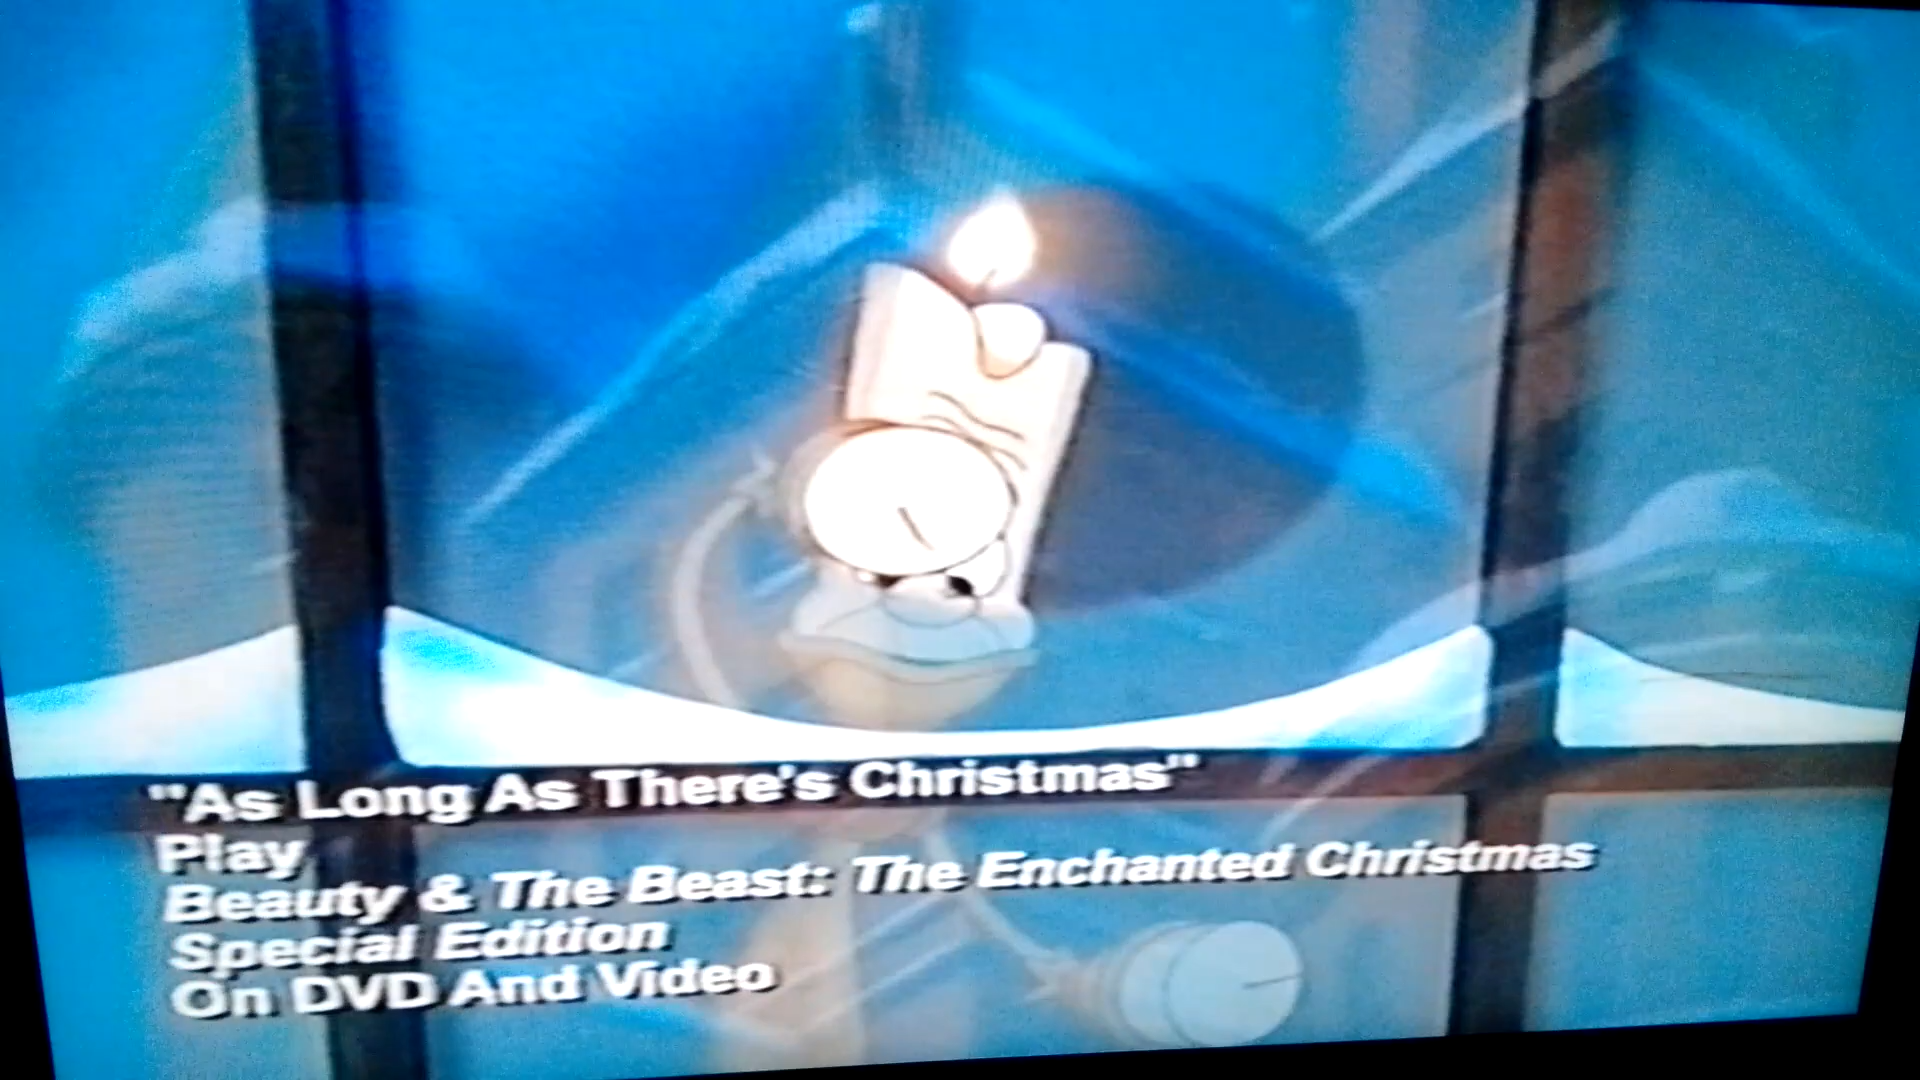 "As Long As There's Christmas"
Play
Beauty & The Beast: The Enchanted Christmas
Special Edition
On DVD And Video